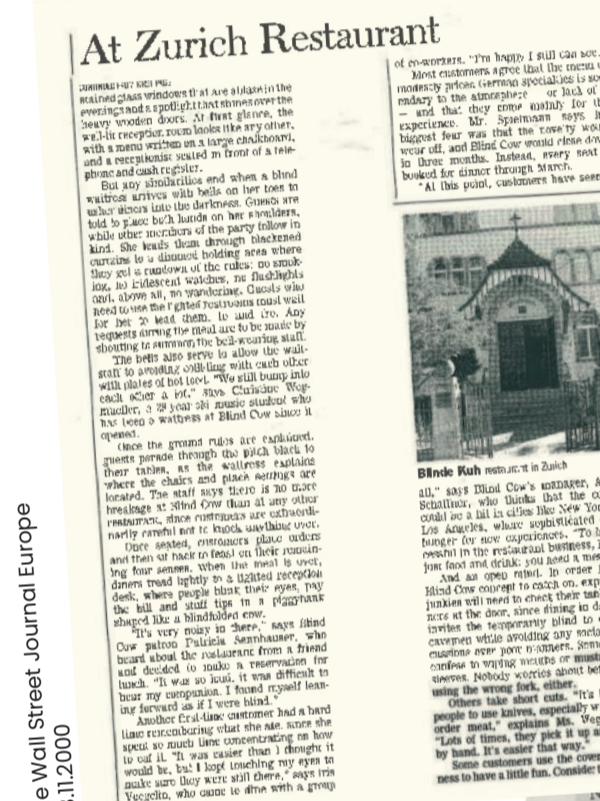 At Zurich Restaurant
stained glass windows that are ablaze in the
evenings and a spotlight that shines over the
heavy wooden doors. At first glance, the
well-lit reception room looks like any other,
with a menu written on a large chalkboard,
and a receptionist seated in front of a tele-
phone and cash register.
But any similarities end when a blind
waitress arrives with bells on her toes to
usher diners into the darkness. Guests are
told to place both hands on her shoulders,
while other members of the party follow in
kind. She leads them through blackened
curtains to a dimmed holding area where
they get a rundown of the rules: no smok-
ing, no iridescent watches, no flashlights
and, above all, no wandering. Guests who
need to use the lighted restrooms must wait
for her to lead them, to and fro. Any
requests during the meal are to be made by
shouting to summon the bell-wearing staff.
The bells also serve to allow the wait-
staff to avoiding colliding with each other
with plates of hot food. "We still bump into
each other a lot," says Christine
a 29 year old music student who
has been a waitress at Blind Cow since it
opened.
Once the ground rules are explained,
guests parade through the pitch black to
their tables, as the waitress explains
where the chairs and place settings are
located. The staff says there is no more
breakage at Blind Cow than at any other
restaurant, since customers are extraordi-
narily careful not to knock anything over.
Once seated, customers place orders
and then sit back to feast on their remain-
ing four senses. When the meal is over,
diners tread lightly to a lighted reception
desk, where people blink their eyes, pay
the bill and stuff tips in a piggybank
shaped like a blindfolded cow.
"It's very noisy in there," says Blind
Cow patron Patricia Sennhauser, who
heard about the restaurant from a friend
and decided to make a reservation for
lunch. "It was so loud, it was difficult to
hear my companion. I found myself lean-
ing forward as if I were blind."
Another first-time customer had a hard
time remembering what she ate, since she
spent so much time concentrating on how
to eat it. "It was easier than I thought it
would be, but I kept touching my eyes to
make sure they were still there," says Iris
who came to dine with a group
of co-workers. "I'm happy I still can see.
Most customers agree that the menu
modestly prices German specialties is
ondary to the atmosphere — or lack of
— and that they come mainly for th
experience. Mr. Spielmann says
biggest fear was that the novelty wou
wear off, and Blind Cow would close do
in three months. Instead, every seat
booked for dinner through March.
"At this point, customers have seen
Blinde Kuh restaurant in Zurich
all," says Blind Cow's manager, A
Schaffner, who thinks that the co
could be a hit in cities like New Yor
Los Angeles, where sophisticated
hunger for new experiences. "To b
cessful in the restaurant business,
just food and drink: you need a mes
And an open mind. In order
Blind Cow concept to catch on, exp
junkies will need to check their tab
ners at the door, since dining in da
invites the temporarily blind to
cavemen while avoiding any socia
cussions over poor manners. Some
confess to wiping mouths on
sleeves. Nobody worries about bei
using the wrong fork, either.
Others take short cuts. "It's
people to use knives, especially w
order meat," explains Ms. Weg
"Lots of times, they pick it up a
by hand. It's easier that way."
Some customers use the cover
ness to have a little fun. Consider t
e Wall Street Journal Europe
.11.2000